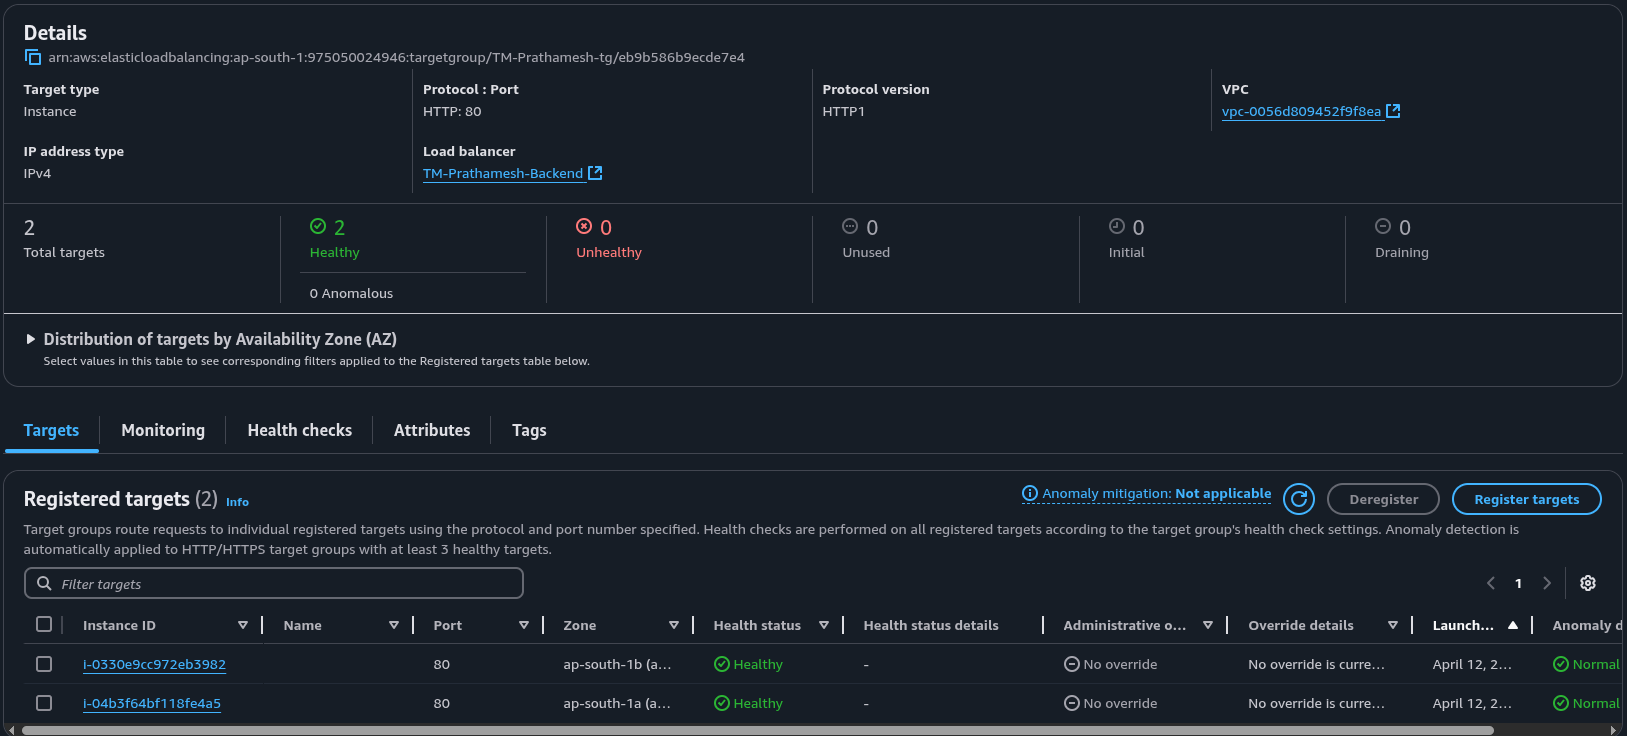 Details
arn:aws:elasticloadbalancing:ap-south-1:975050024946:targetgroup/TM-Prathamesh-tg/eb9b586b9ecde7e4
Target type
Instance
Protocol : Port
HTTP: 80
Protocol version
HTTP1
VPC
vpc-0056d809452f9f8ea
IP address type
IPv4
Load balancer
TM-Prathamesh-Backend
2
Total targets
2
Healthy
0 Anomalous
0
Unhealthy
0
Unused
0
Initial
0
Draining
Distribution of targets by Availability Zone (AZ)
Select values in this table to see corresponding filters applied to the Registered targets table below.
Targets Monitoring Health checks Attributes Tags
Registered targets (2) Info
Anomaly mitigation: Not applicable
Deregister
Register targets
Target groups route requests to individual registered targets using the protocol and port number specified. Health checks are performed on all registered targets according to the target group's health check settings. Anomaly detection is
automatically applied to HTTP/HTTPS target groups with at least 3 healthy targets.
Filter targets
1
Instance ID Name Port Zone Health status Health status details Administrative o... Override details Launch... Anomaly d
i-0330e9cc972eb3982 80 ap-south-1b (a... Healthy - No override No override is curre... April 12, 2... Normal
i-04b3f64bf118fe4a5 80 ap-south-1a (a... Healthy - No override No override is curre... April 12, 2... Normal